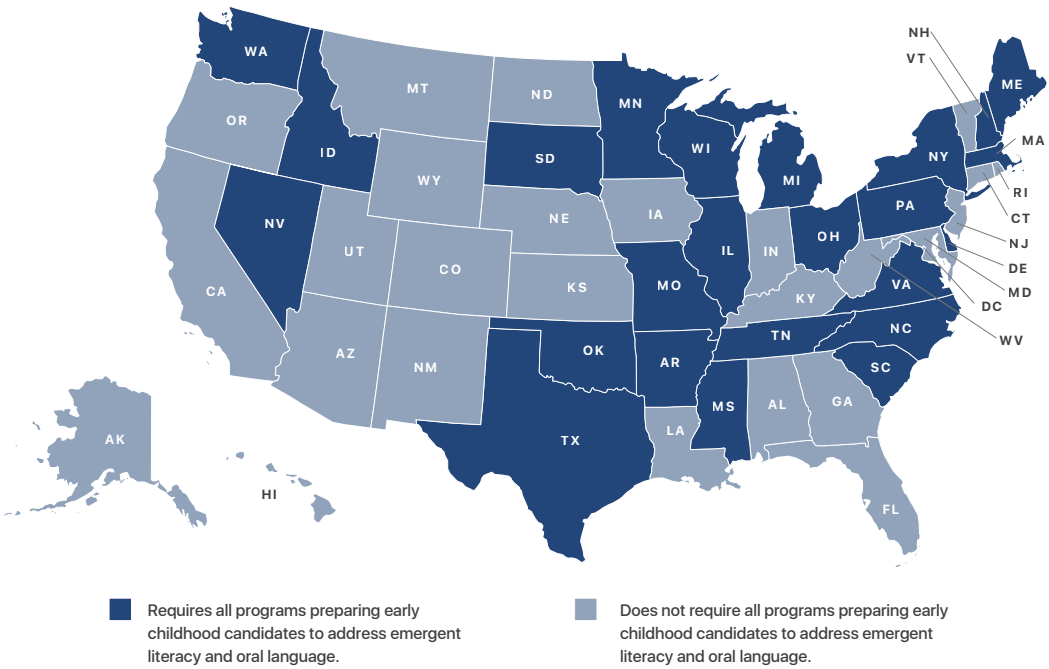 NH
VT
WA
ME
MT
ND
MN
OR
MA
ID
SD
WI
NY
WY
MI
RI
PA
NE
IA
CT
NV
OH
NJ
UT
IL
IN
CO
DE
KS
MO
VA
CA
MD
KY
DC
NC
TN
WV
AZ
OK
NM
AR
SC
MS
AL
GA
LA
AK
TX
HI
FL
Requires all programs preparing early
childhood candidates to address emergent
literacy and oral language.
Does not require all programs preparing early
childhood candidates to address emergent
literacy and oral language.